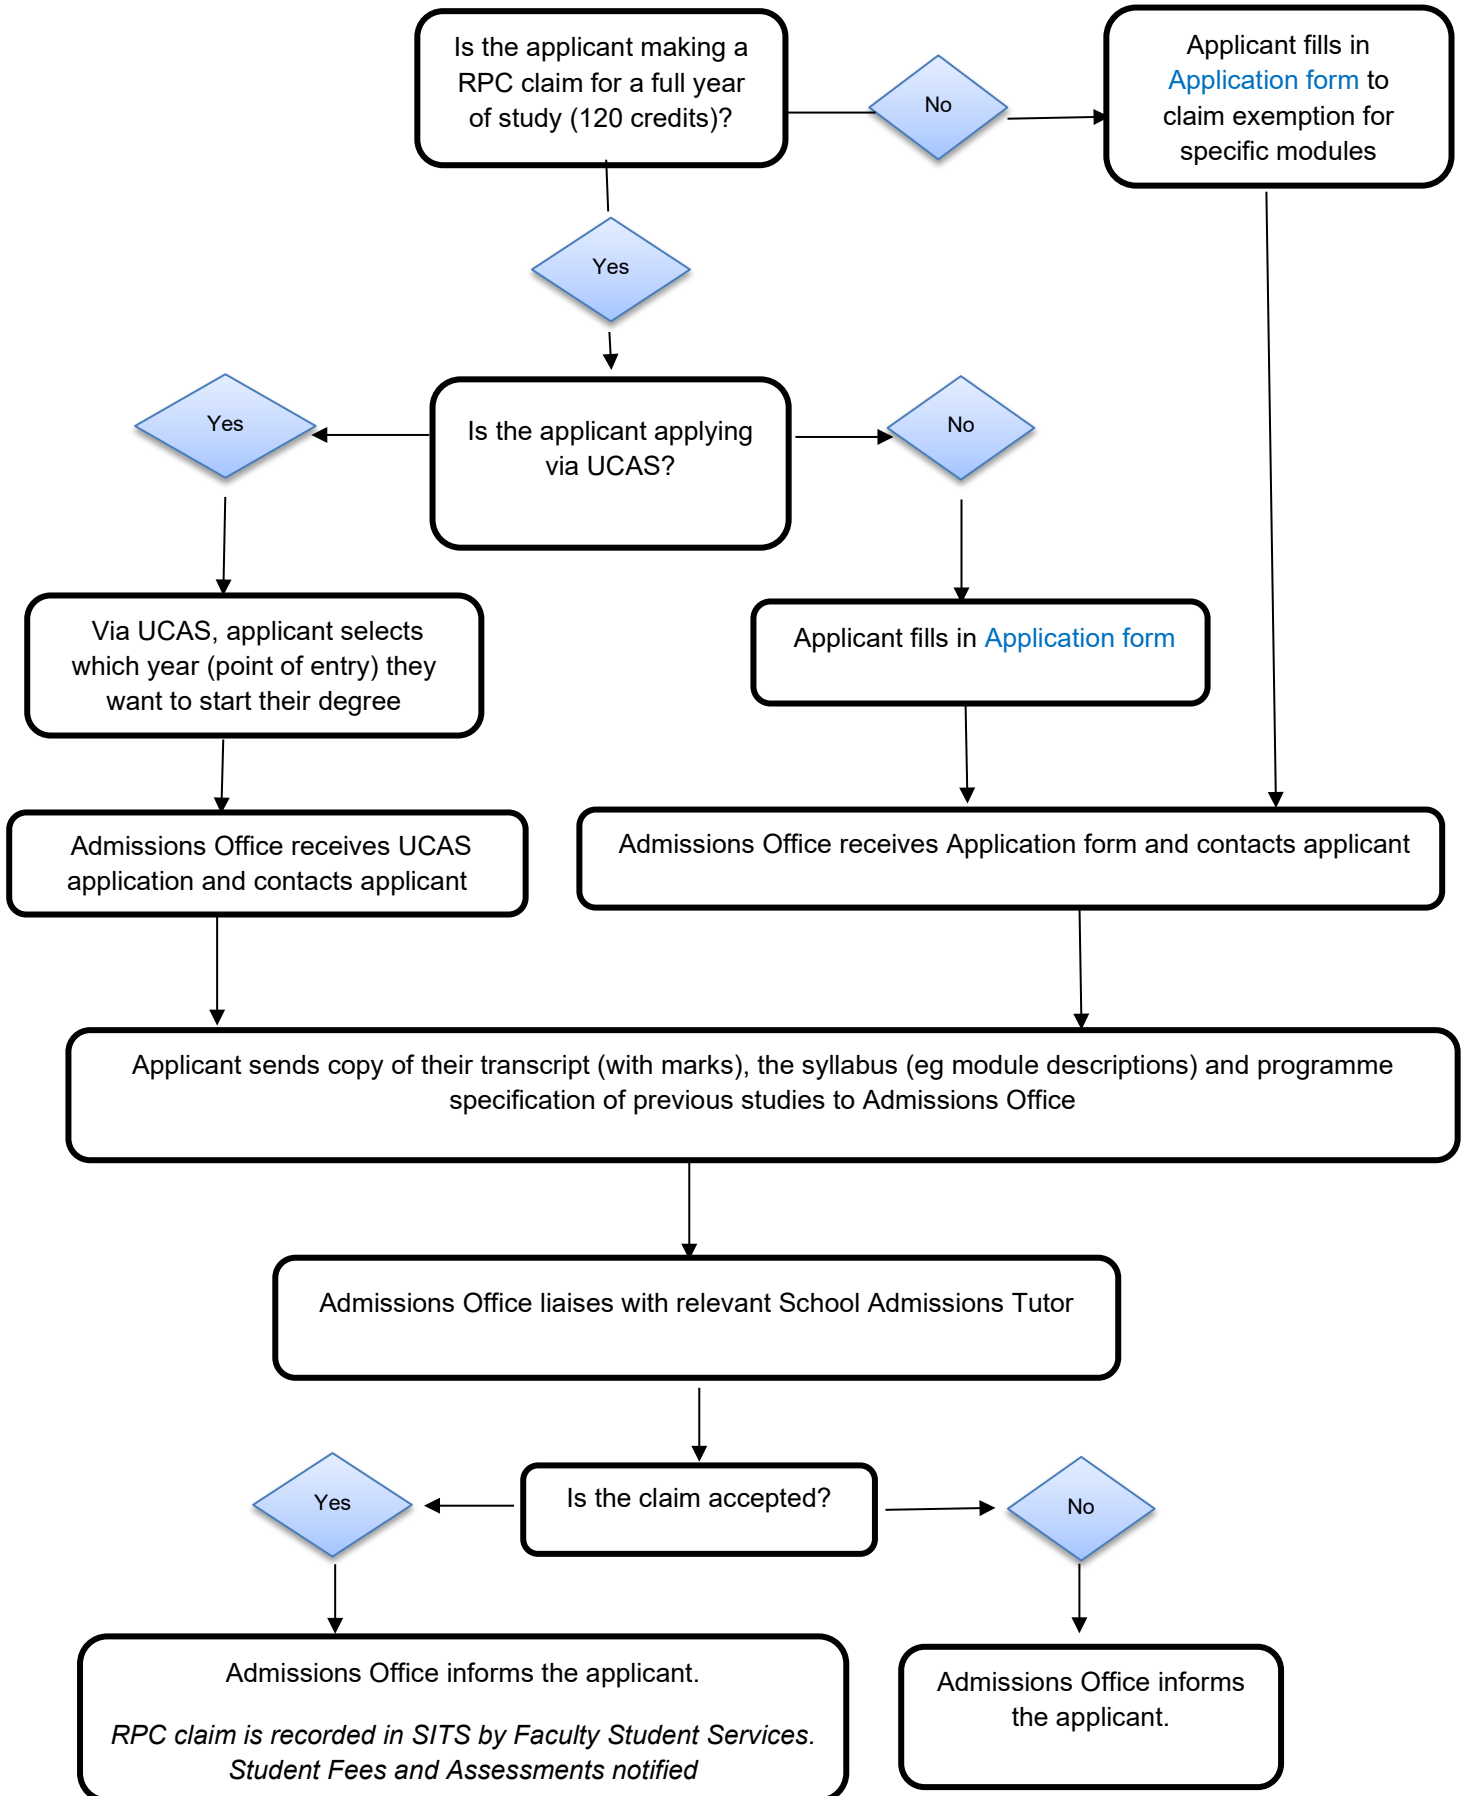 Is the applicant making a
RPC claim for a full year
of study (120 credits)?
No
Applicant fills in
Application form to
claim exemption for
specific modules
Yes
Yes
Is the applicant applying
via UCAS?
No
Via UCAS, applicant selects
which year (point of entry) they
want to start their degree
Applicant fills in Application form
Admissions Office receives UCAS
application and contacts applicant
Admissions Office receives Application form and contacts applicant
Applicant sends copy of their transcript (with marks), the syllabus (eg module descriptions) and programme
specification of previous studies to Admissions Office
Admissions Office liaises with relevant School Admissions Tutor
Yes
Is the claim accepted?
No
Admissions Office informs the applicant.
RPC claim is recorded in SITS by Faculty Student Services.
Student Fees and Assessments notified
Admissions Office informs
the applicant.